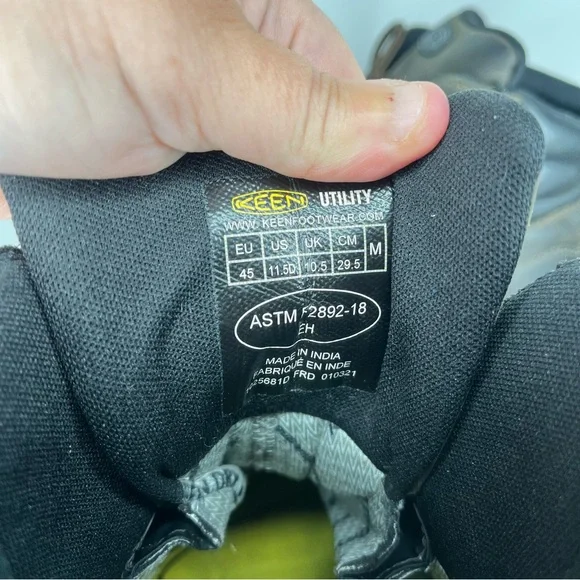 KEEN UTILITY
WWW.KEENFOOTWEAR.COM
EU US UK CM M
45 11.5D 10.5 29.5
ASTM F2892-18
EH
MADE IN INDIA
FABRIQUÉ EN INDE
FRD 010321